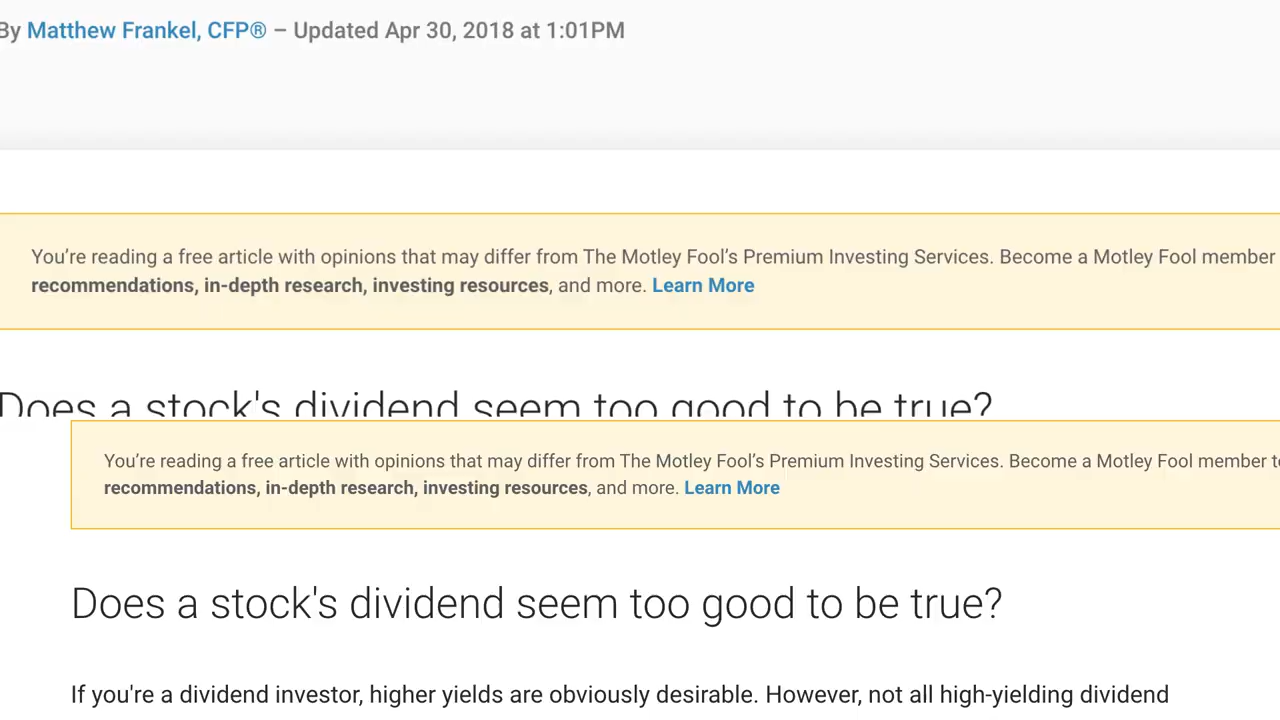 By Matthew Frankel, CFP® – Updated Apr 30, 2018 at 1:01PM
You’re reading a free article with opinions that may differ from The Motley Fool’s Premium Investing Services. Become a Motley Fool member
recommendations, in-depth research, investing resources, and more. Learn More
Does a stock's dividend seem too good to be true?
You’re reading a free article with opinions that may differ from The Motley Fool’s Premium Investing Services. Become a Motley Fool member
recommendations, in-depth research, investing resources, and more. Learn More
Does a stock's dividend seem too good to be true?
If you're a dividend investor, higher yields are obviously desirable. However, not all high-yielding dividend